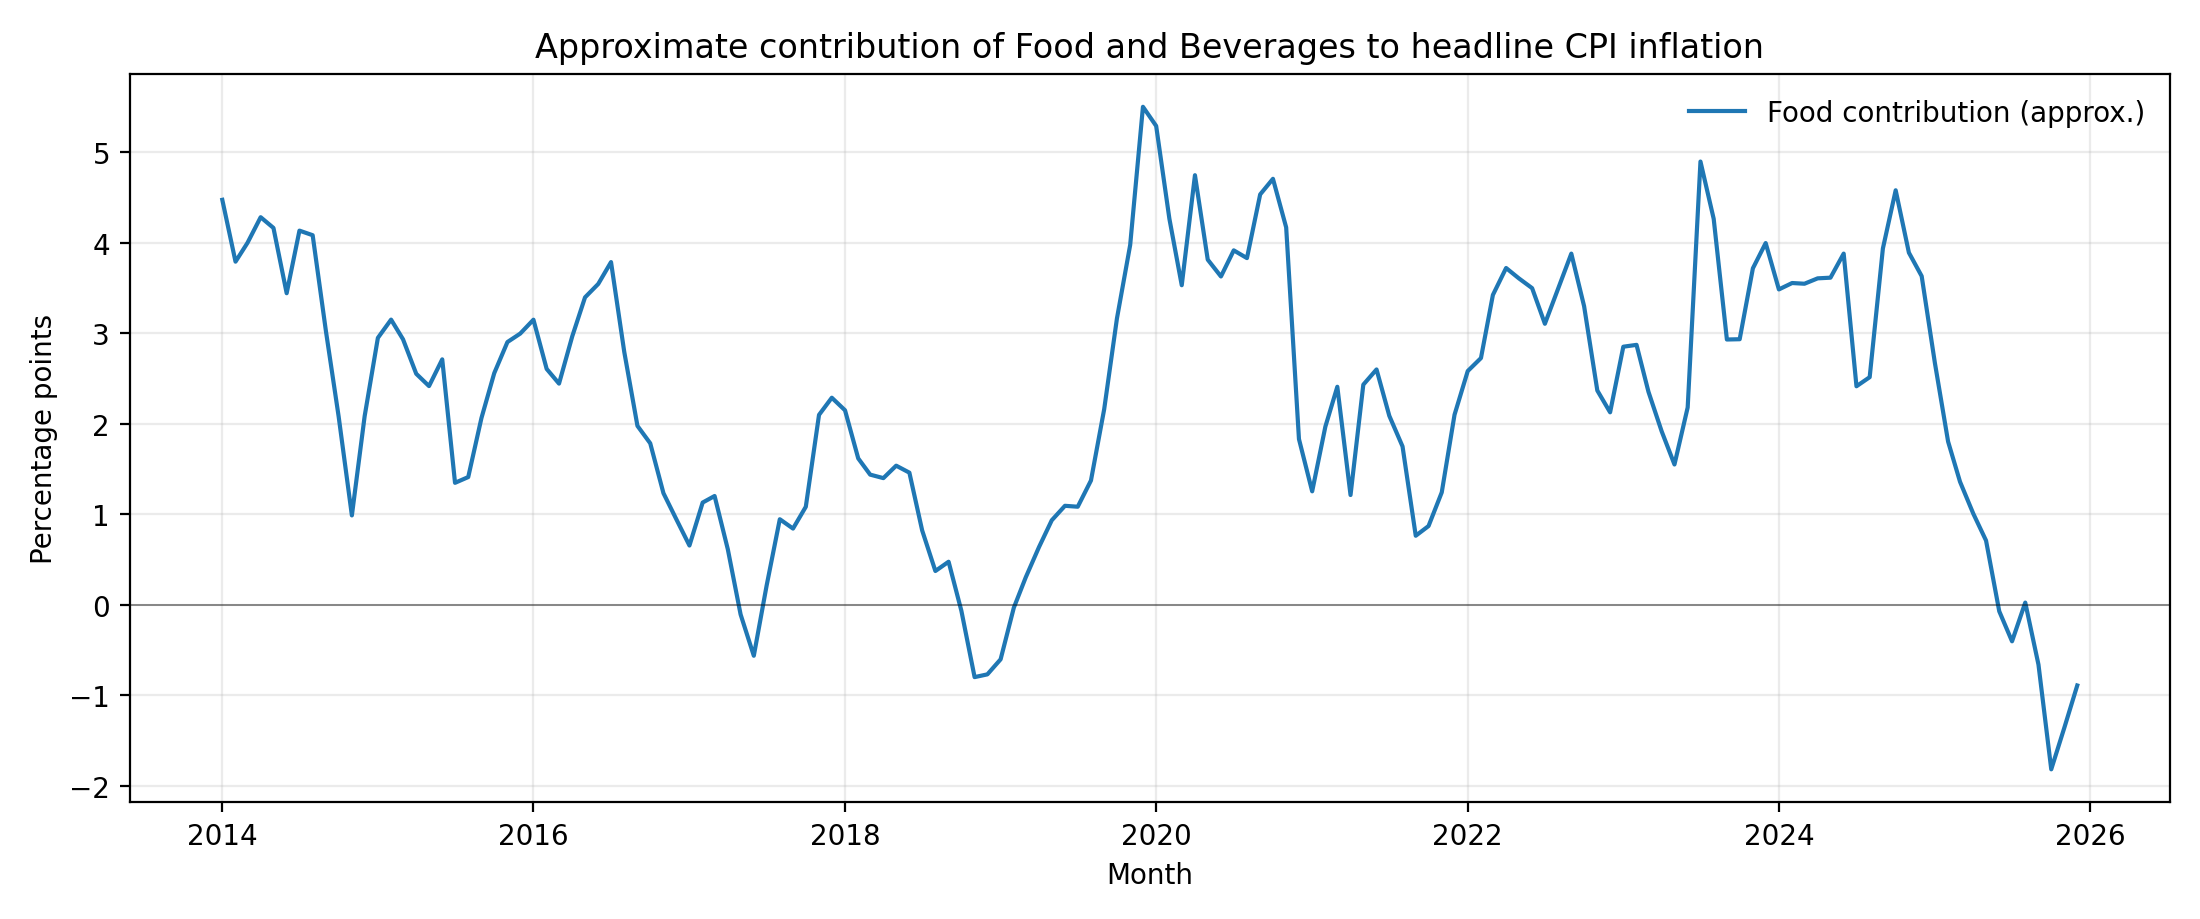 Approximate contribution of Food and Beverages to headline CPI inflation
Food contribution (approx.)
5
4
3
2
1
0
−1
−2
Percentage points
2014 2016 2018 2020 2022 2024 2026
Month